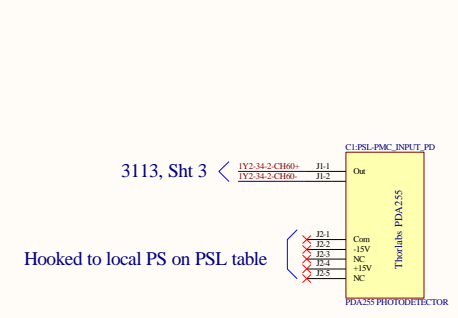 C1:PSL-PMC_INPUT_PD
3113, Sht 3
1Y2-34-2-CH60+ J1-1
1Y2-34-2-CH60- J1-2
Out
Thorlabs PDA255
Hooked to local PS on PSL table
J2-1 Com
J2-2 -15V
J2-3 NC
J2-4 +15V
J2-5 NC
PDA255 PHOTODETECTOR